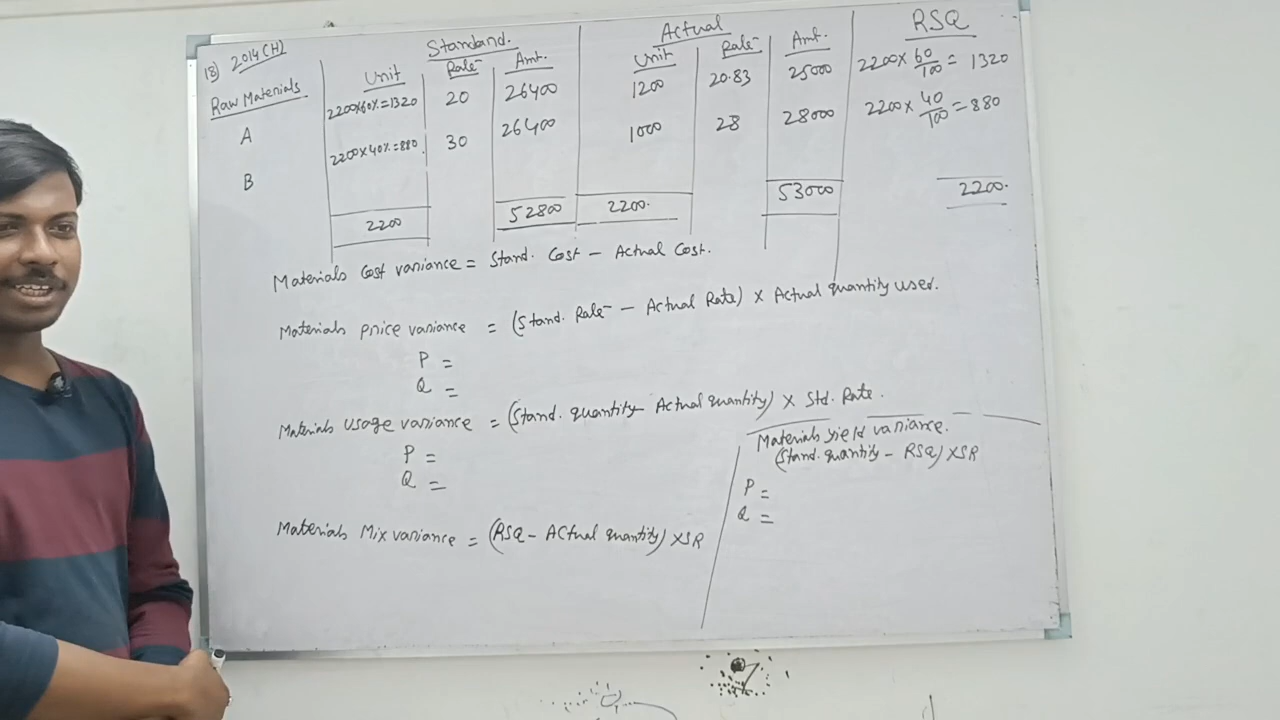 18) 2014(H)
Standard. Actual RSQ
Raw Materials Unit Rate Amt. Unit Rate Amt.
A 2200x60%=1320 20 26400 1200 20.83 25000 2200 x 60/100 = 1320
B 2200 x 40%=880. 30 26400 1000 28 28000 2200 x 40/100 = 880
2200 52800 2200. 53000 2200.
Materials Cost variance = Stand. Cost - Actual Cost.
Materials price variance = (Stand. Rate - Actual Rate) x Actual quantity used.
P =
Q =
Materials usage variance = (Stand. quantity - Actual quantity) x Std. Rate.
P =
Q =
Materials Mix variance = (RSQ - Actual quantity) x SR
Materials yield variance.
(Stand. quantity - RSQ) x SR
P =
Q =